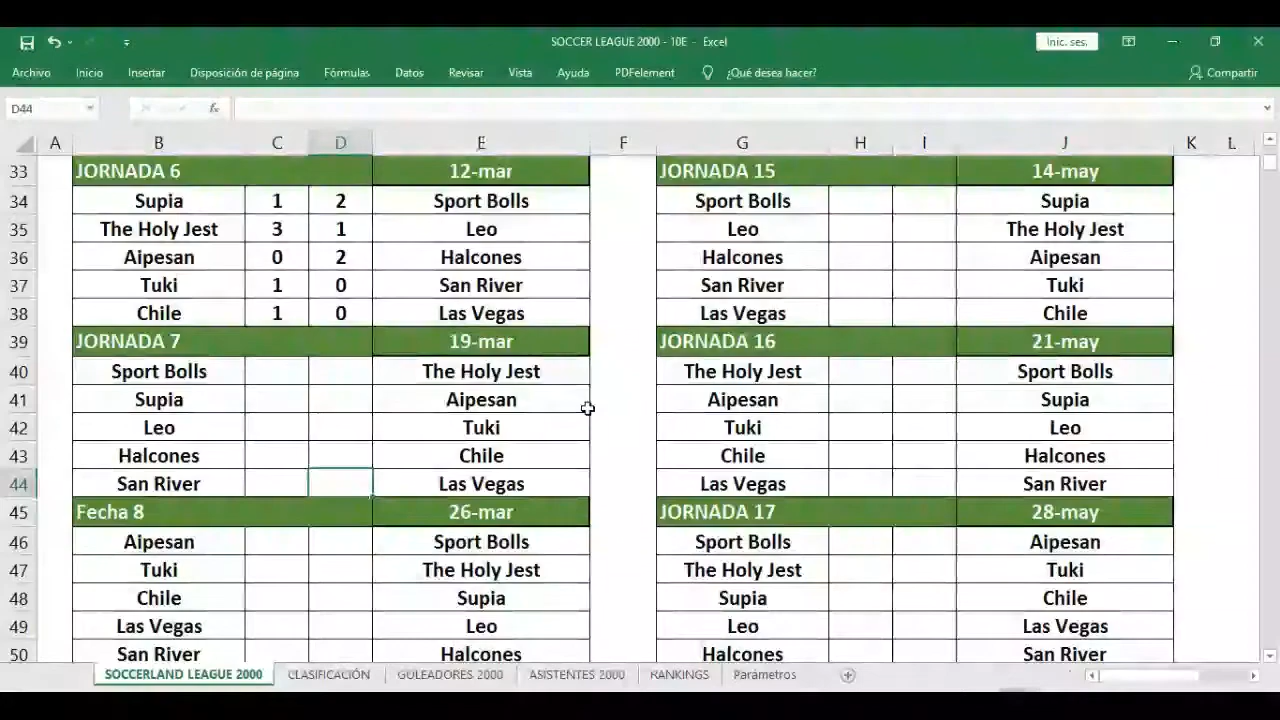 SOCCER LEAGUE 2000 - 10E - Excel
Inic. ses.
Archivo Inicio Insertar Disposición de página Fórmulas Datos Revisar Vista Ayuda PDFelement ¿Qué desea hacer? Compartir
D44 fx
A B C D E F G H I J K L
33 JORNADA 6 12-mar JORNADA 15 14-may
34 Supia 1 2 Sport Bolls Sport Bolls Supia
35 The Holy Jest 3 1 Leo Leo The Holy Jest
36 Aipesan 0 2 Halcones Halcones Aipesan
37 Tuki 1 0 San River San River Tuki
38 Chile 1 0 Las Vegas Las Vegas Chile
39 JORNADA 7 19-mar JORNADA 16 21-may
40 Sport Bolls The Holy Jest The Holy Jest Sport Bolls
41 Supia Aipesan Aipesan Supia
42 Leo Tuki Tuki Leo
43 Halcones Chile Chile Halcones
44 San River Las Vegas Las Vegas San River
45 Fecha 8 26-mar JORNADA 17 28-may
46 Aipesan Sport Bolls Sport Bolls Aipesan
47 Tuki The Holy Jest The Holy Jest Tuki
48 Chile Supia Supia Chile
49 Las Vegas Leo Leo Las Vegas
50 San River Halcones Halcones San River
SOCCERLAND LEAGUE 2000 CLASIFICACIÓN GOLEADORES 2000 ASISTENTES 2000 RANKINGS Parámetros